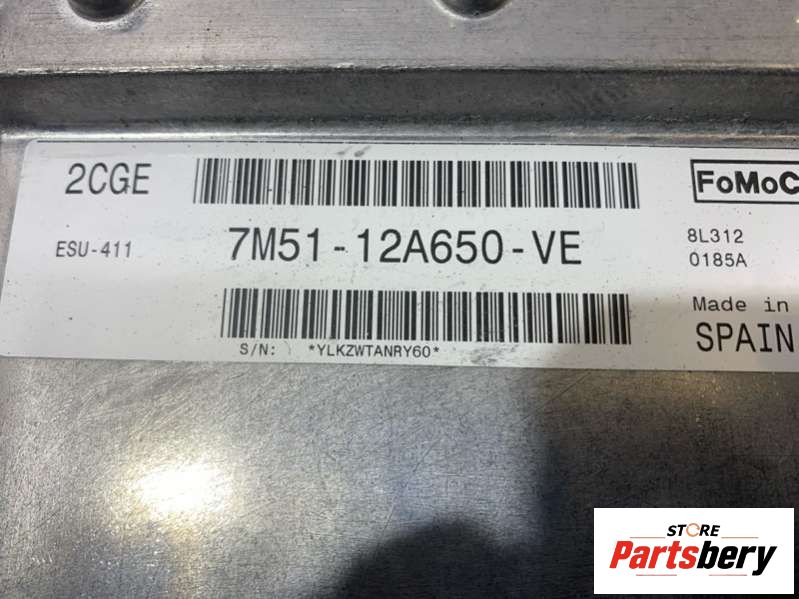 2CGE
FoMoC
ESU-411
7M51-12A650-VE
8L312
0185A
S/N: *YLKZWTANRY60*
Made in
SPAIN
STORE
Partsbery